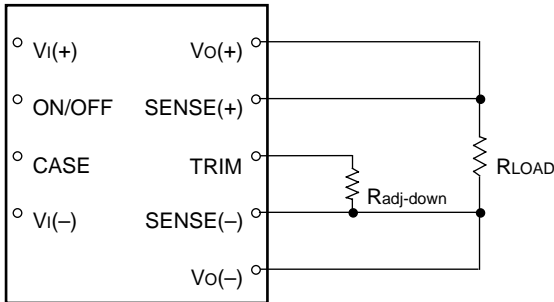 VI(+) VO(+)
ON/OFF SENSE(+)
CASE TRIM RLOAD
Radj-down
VI(–) SENSE(–)
VO(–)